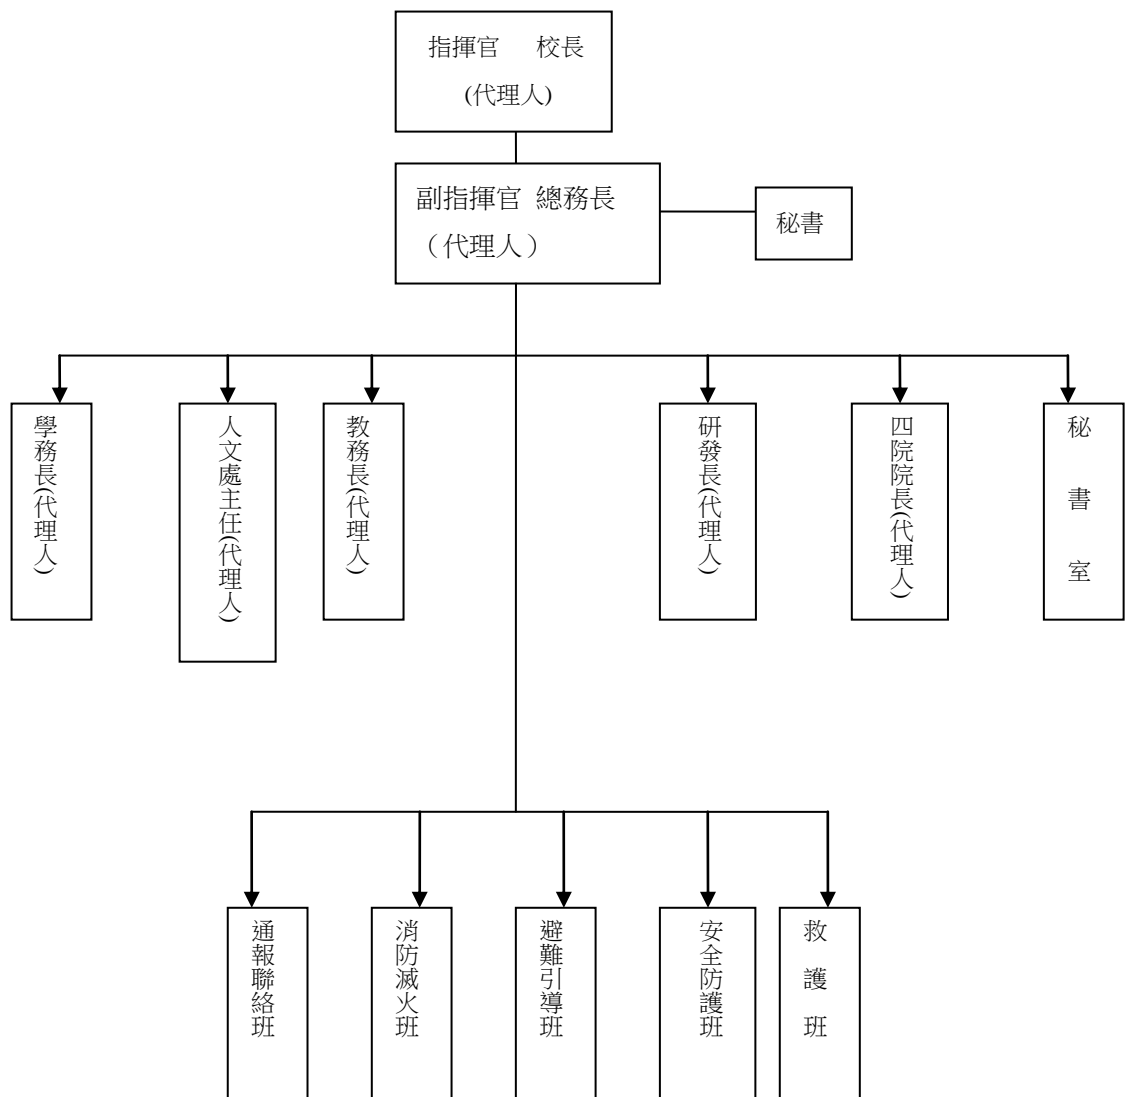 指揮官 校長
(代理人)
副指揮官 總務長
（代理人）
秘書
學務長(代理人)
人文處主任(代理人)
教務長(代理人)
研發長(代理人)
四院院長(代理人)
秘書室
通報聯絡班
消防滅火班
避難引導班
安全防護班
救護班